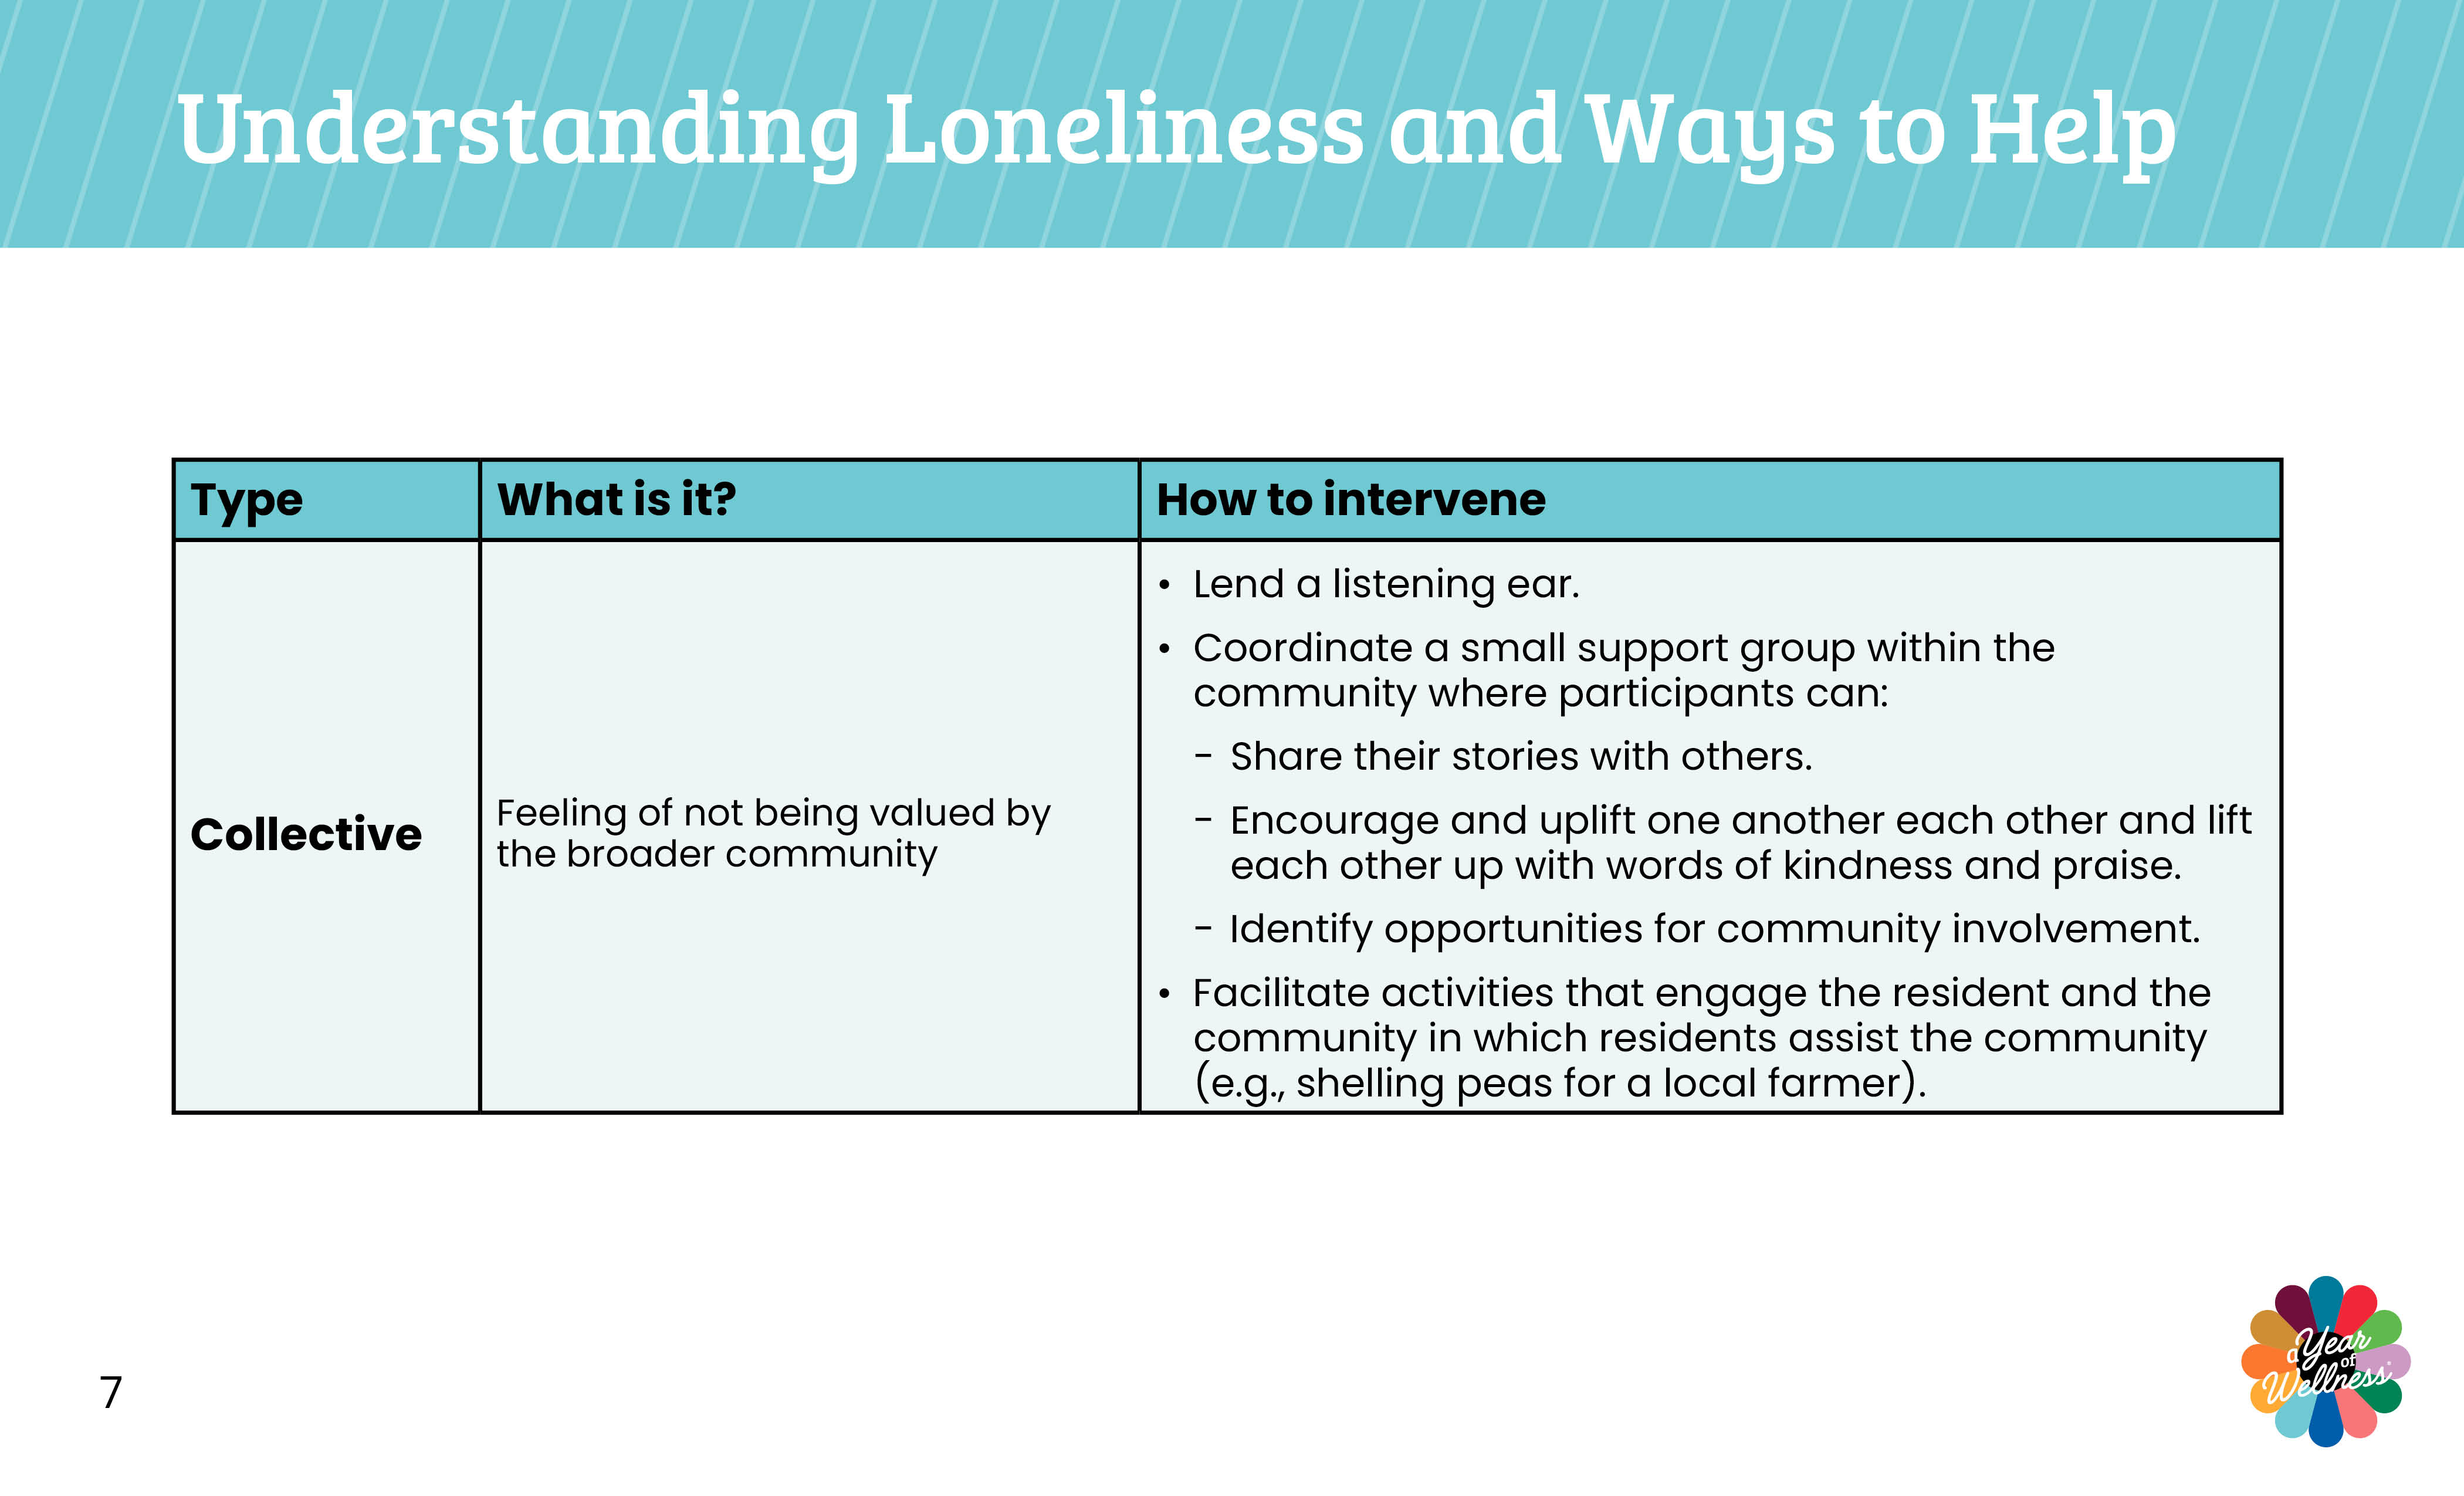 Understanding Loneliness and Ways to Help
Type
What is it?
How to intervene
Collective
Feeling of not being valued by
the broader community
• Lend a listening ear.
• Coordinate a small support group within the
community where participants can:
- Share their stories with others.
- Encourage and uplift one another each other and lift
each other up with words of kindness and praise.
- Identify opportunities for community involvement.
• Facilitate activities that engage the resident and the
community in which residents assist the community
(e.g., shelling peas for a local farmer).
7
a Year
of
Wellness